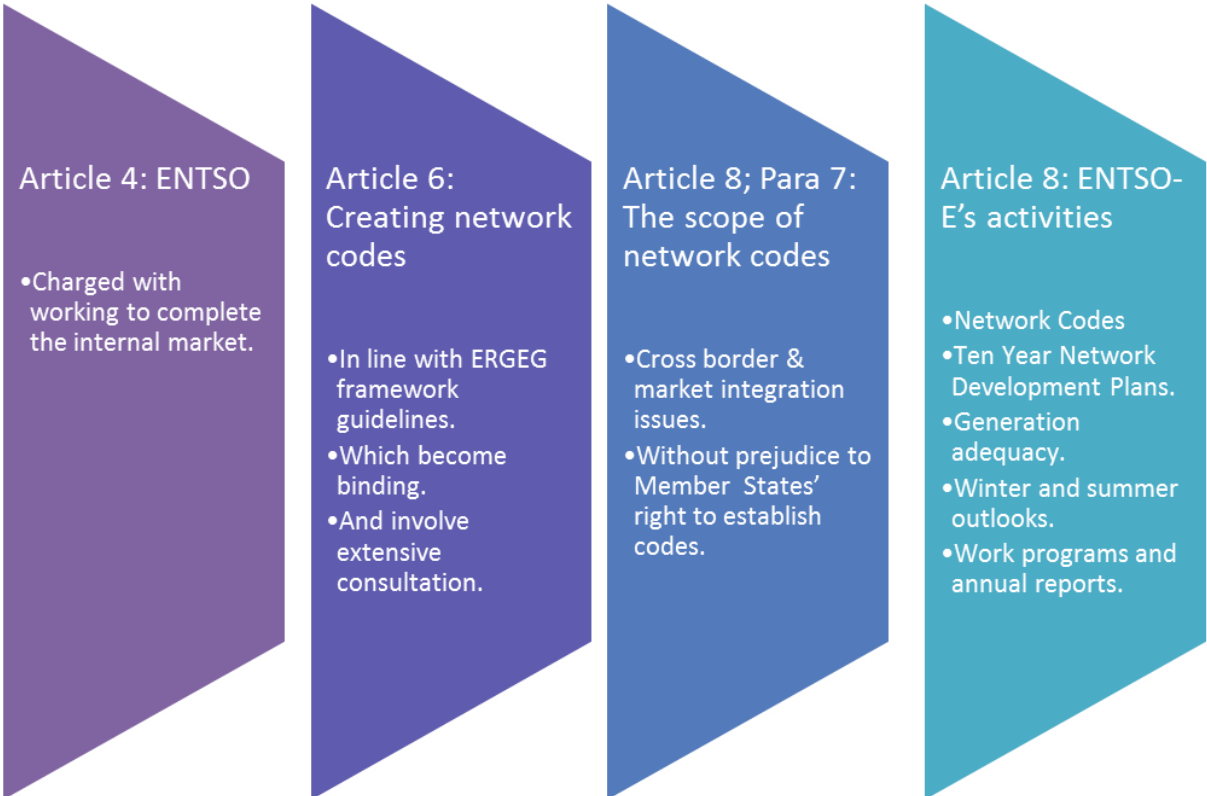 Article 4: ENTSO
•Charged with
working to complete
the internal market.
Article 6:
Creating network
codes
•In line with ERGEG
framework
guidelines.
•Which become
binding.
•And involve
extensive
consultation.
Article 8; Para 7:
The scope of
network codes
•Cross border &
market integration
issues.
•Without prejudice to
Member States’
right to establish
codes.
Article 8: ENTSO-
E’s activities
•Network Codes
•Ten Year Network
Development Plans.
•Generation
adequacy.
•Winter and summer
outlooks.
•Work programs and
annual reports.